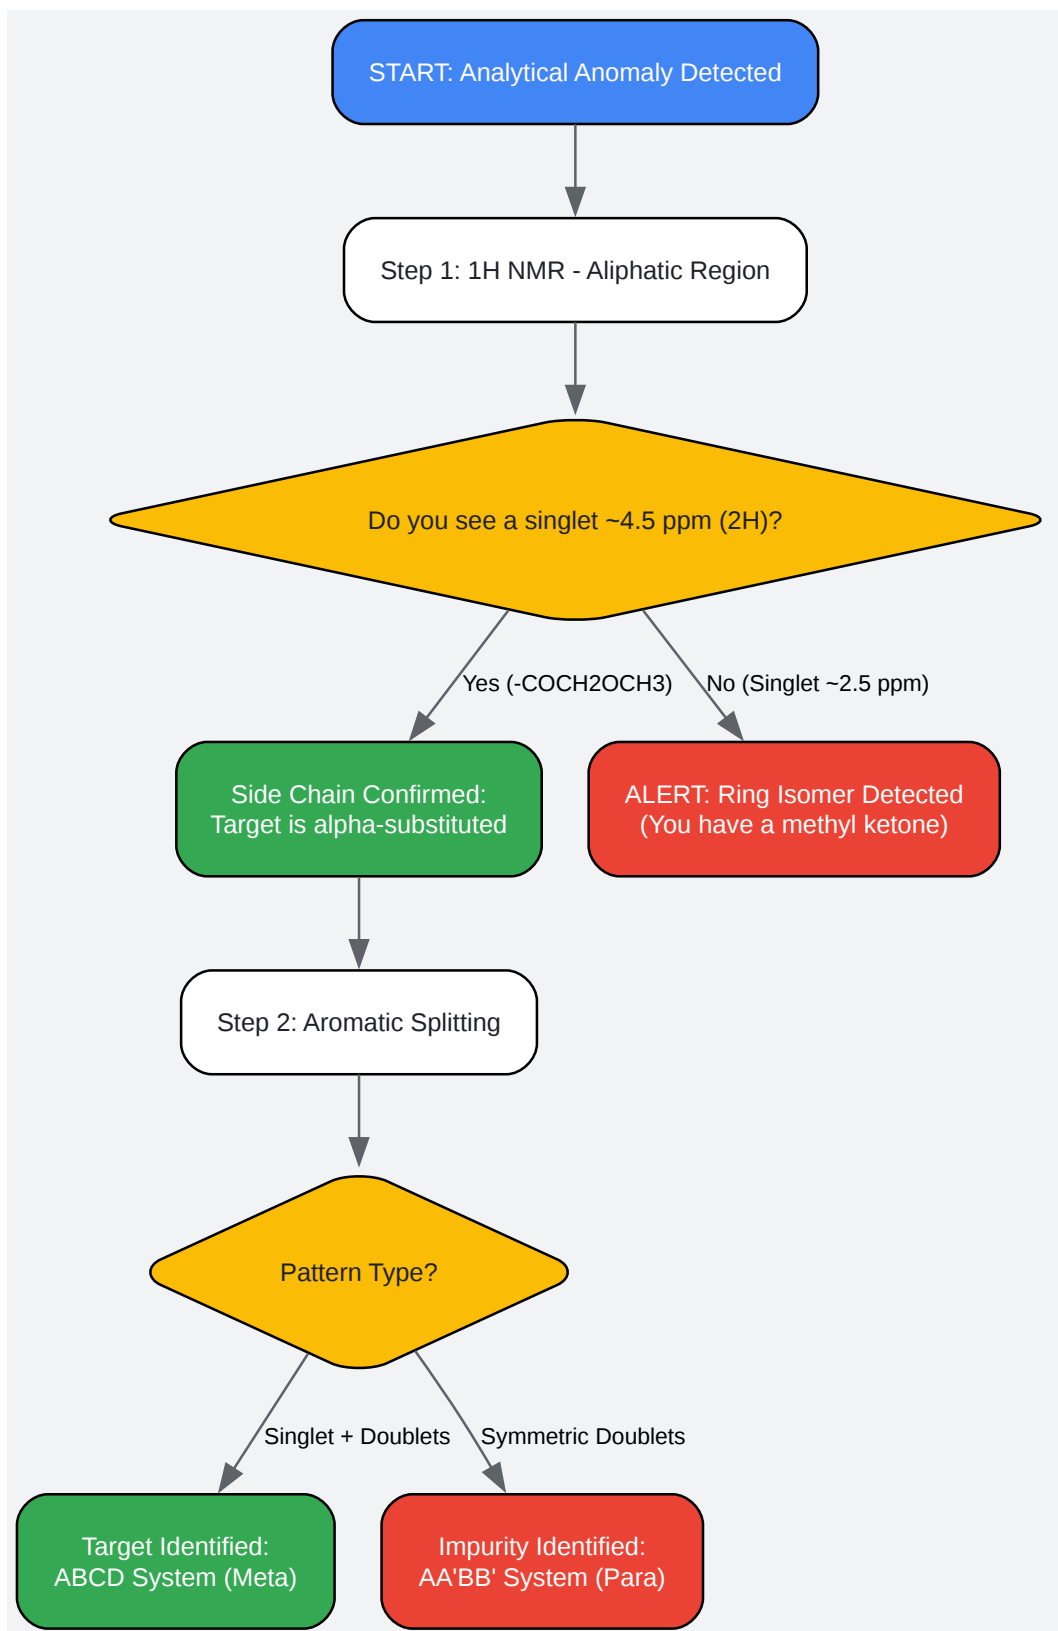 START: Analytical Anomaly Detected
Step 1: 1H NMR - Aliphatic Region
Do you see a singlet ~4.5 ppm (2H)?
Yes (-COCH2OCH3)
No (Singlet ~2.5 ppm)
Side Chain Confirmed:
Target is alpha-substituted
ALERT: Ring Isomer Detected
(You have a methyl ketone)
Step 2: Aromatic Splitting
Pattern Type?
Singlet + Doublets
Symmetric Doublets
Target Identified:
ABCD System (Meta)
Impurity Identified:
AA'BB' System (Para)